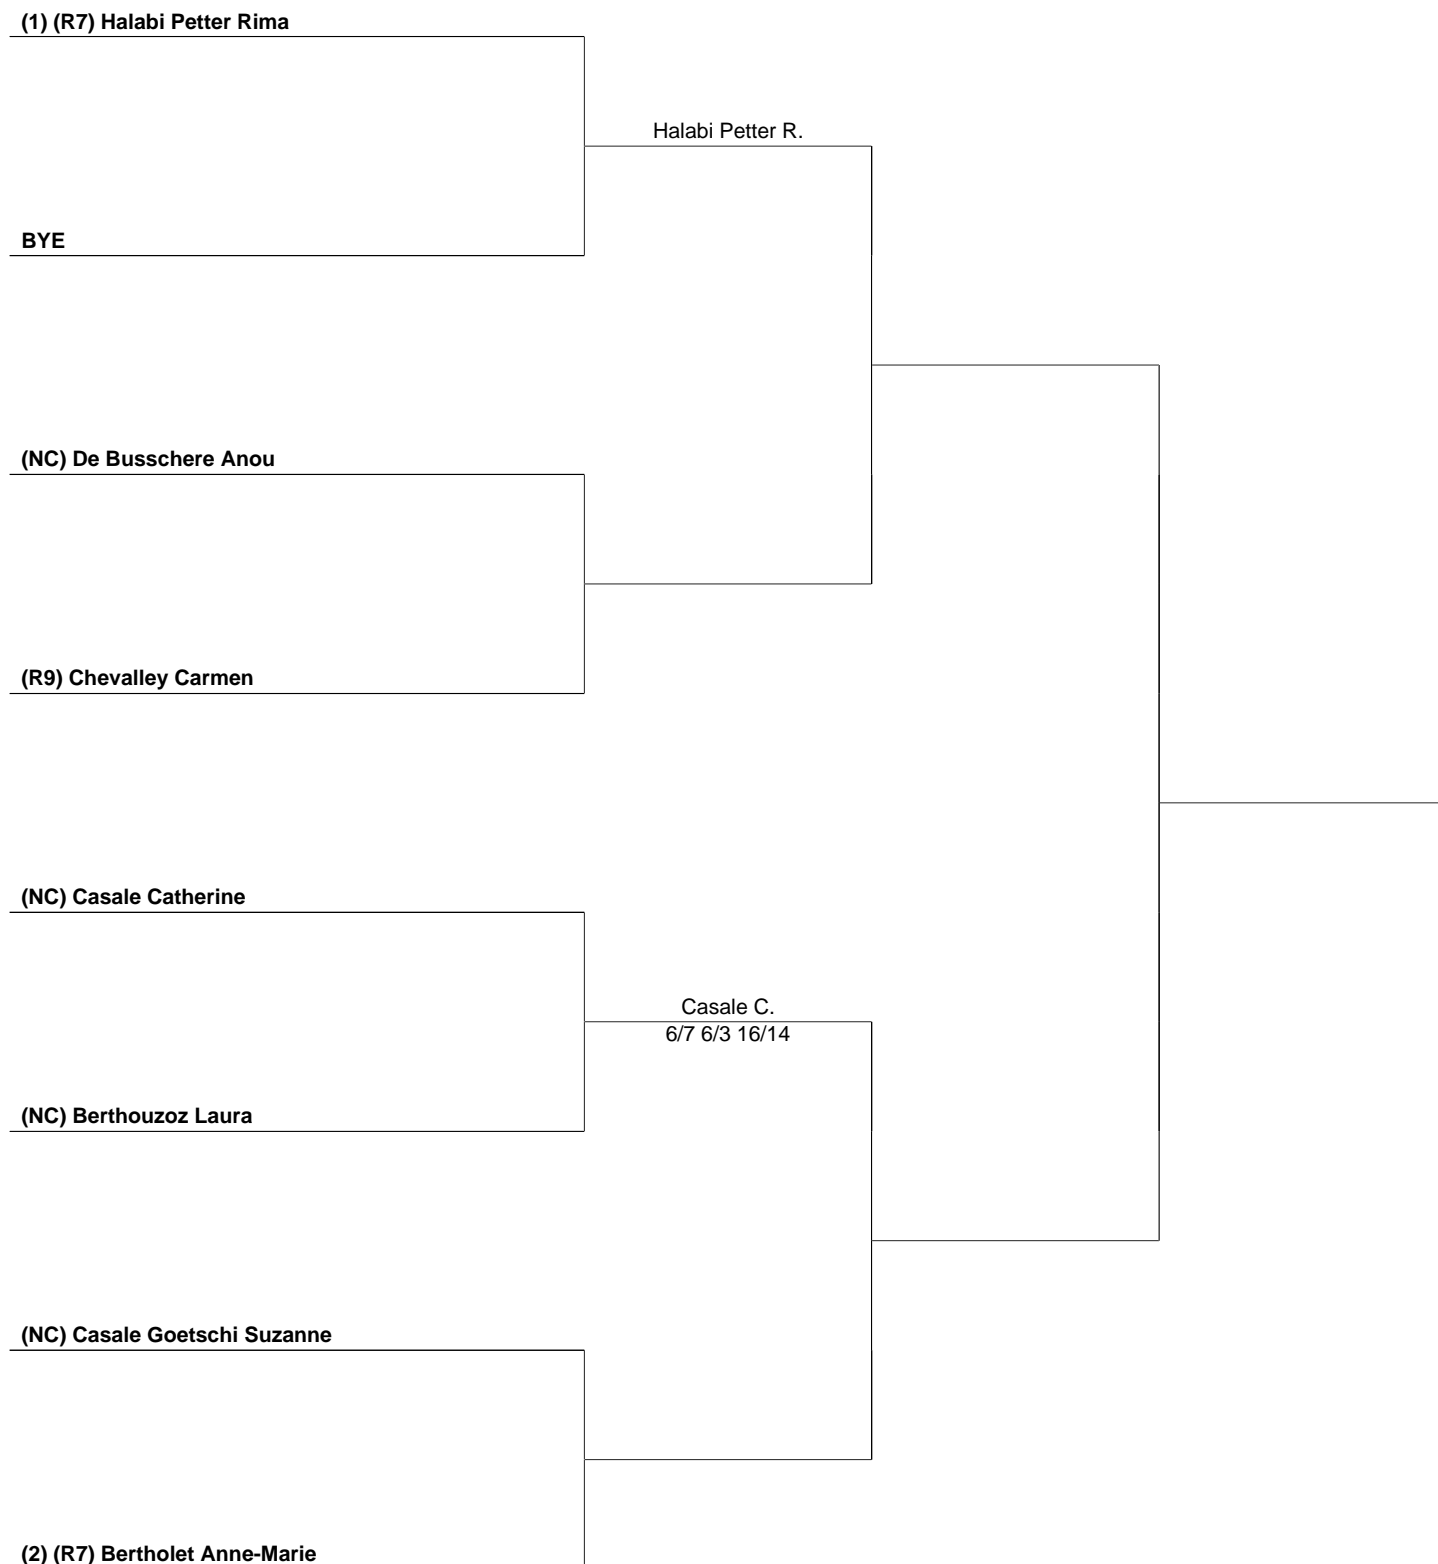 (1) (R7) Halabi Petter Rima
Halabi Petter R.
BYE
(NC) De Busschere Anou
(R9) Chevalley Carmen
(NC) Casale Catherine
Casale C.
6/7 6/3 16/14
(NC) Berthouzoz Laura
(NC) Casale Goetschi Suzanne
(2) (R7) Bertholet Anne-Marie